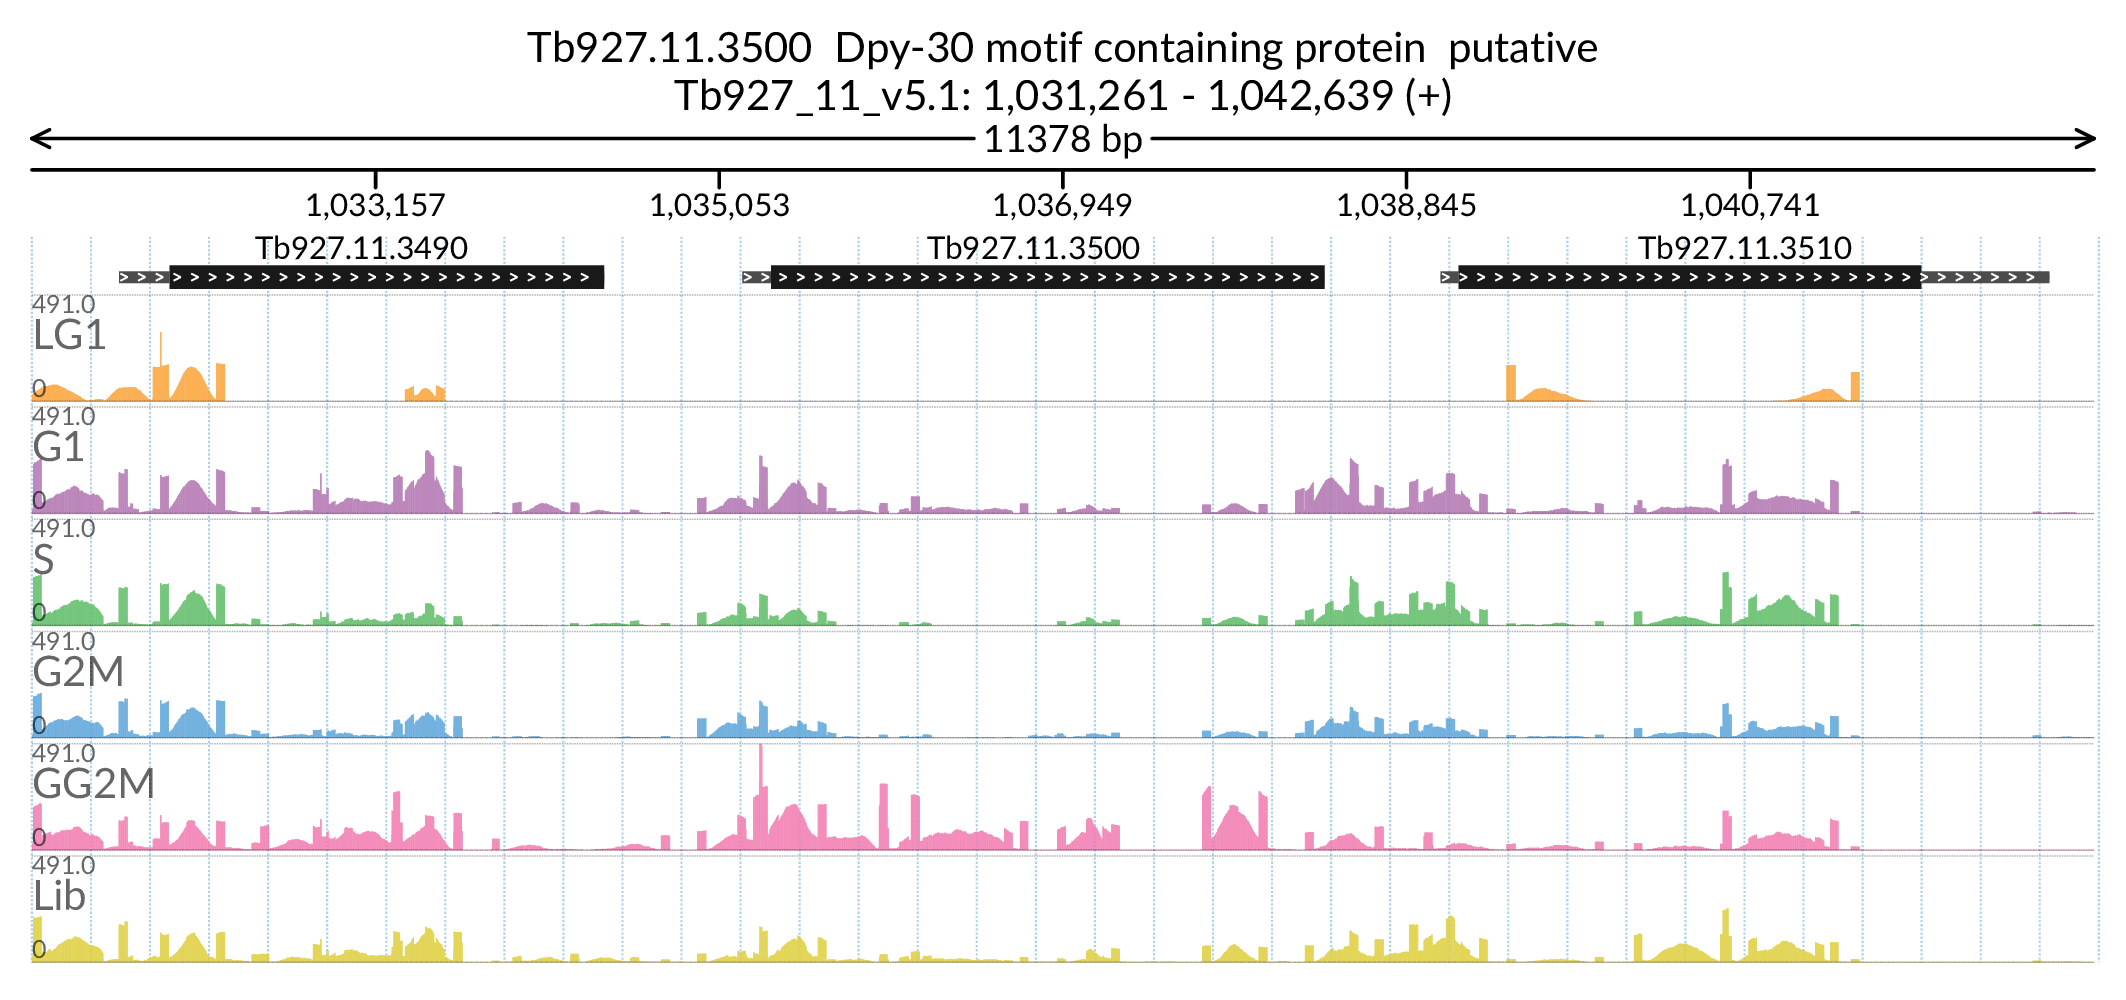 Tb927.11.3500  Dpy-30 motif containing protein  putative
Tb927_11_v5.1: 1,031,261 - 1,042,639 (+)
11378 bp
1,033,157 1,035,053 1,036,949 1,038,845 1,040,741
Tb927.11.3490 Tb927.11.3500 Tb927.11.3510
491.0
LG1
0
491.0
G1
0
491.0
S
0
491.0
G2M
0
491.0
GG2M
0
491.0
Lib
0